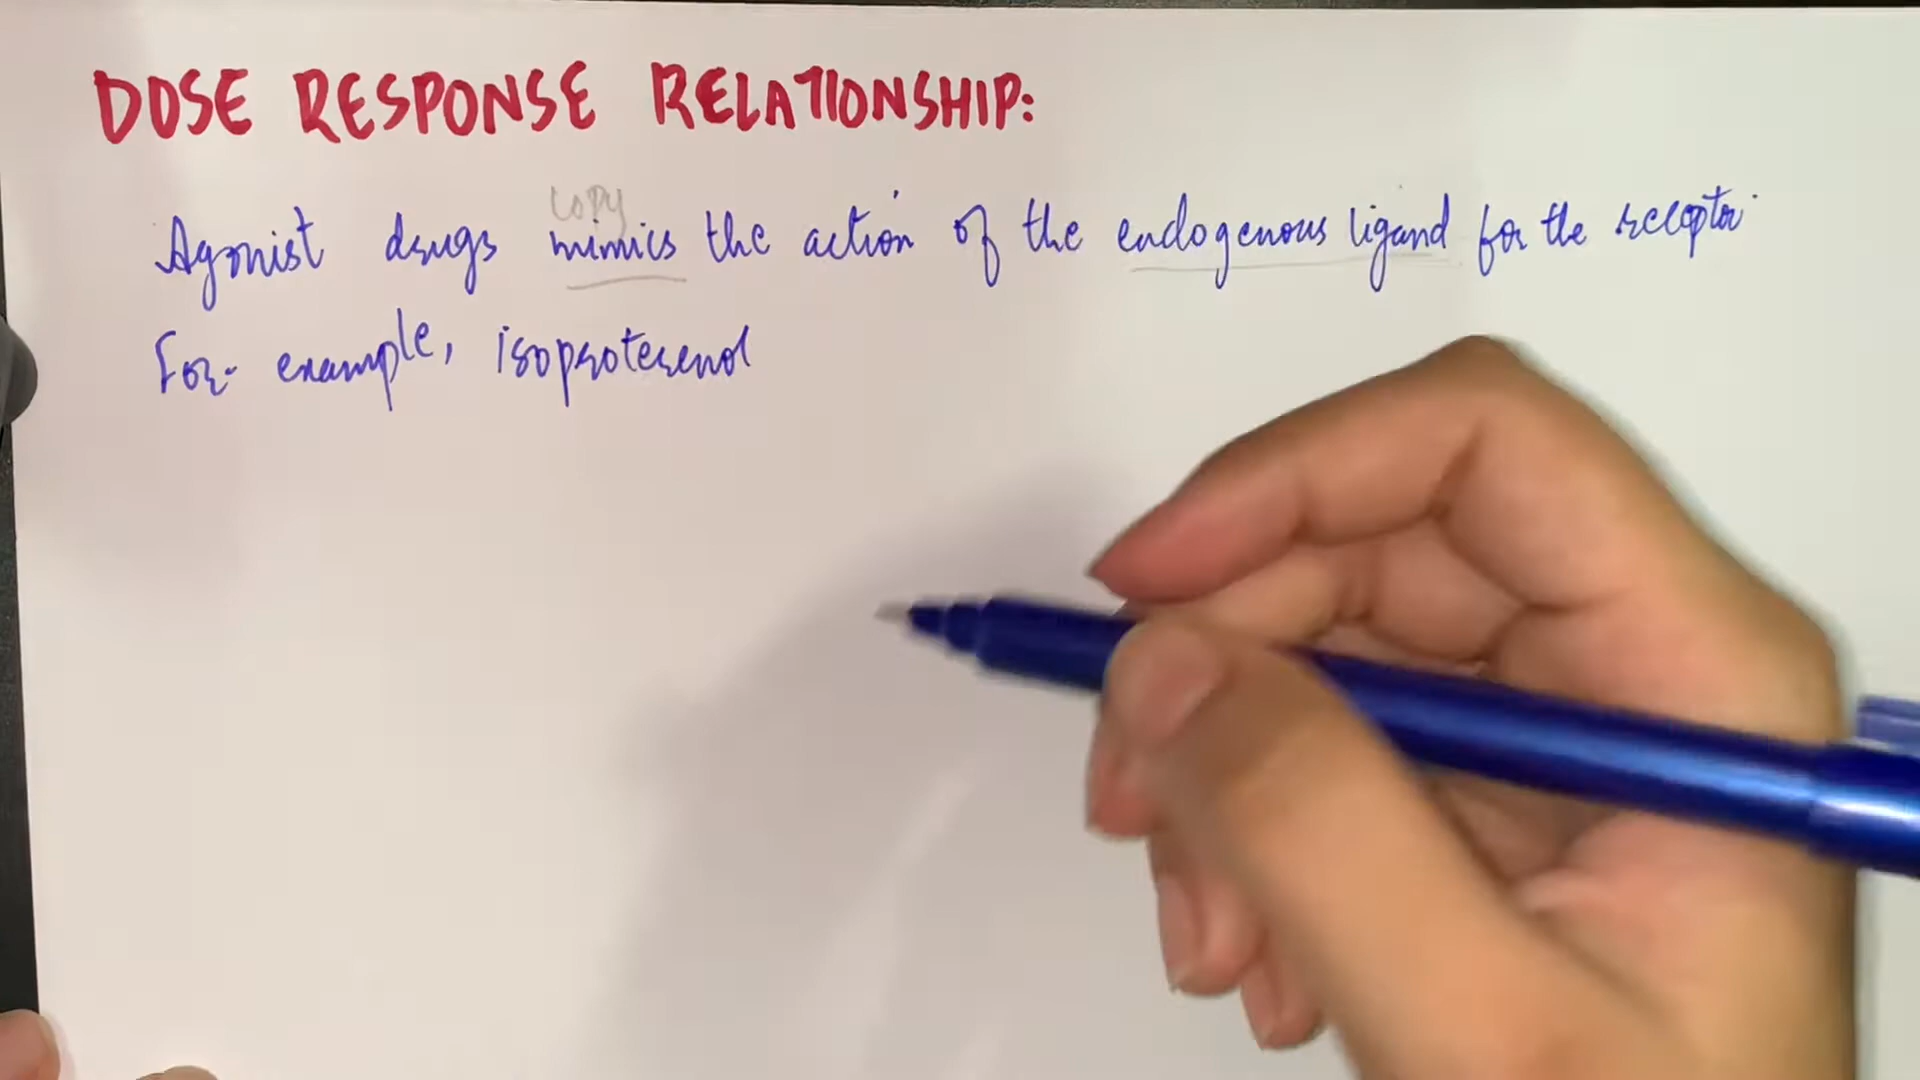 DOSE RESPONSE RELATIONSHIP:
copy
Agonist drugs mimics the action of the endogenous ligand for the receptor
For example, isoproterenol